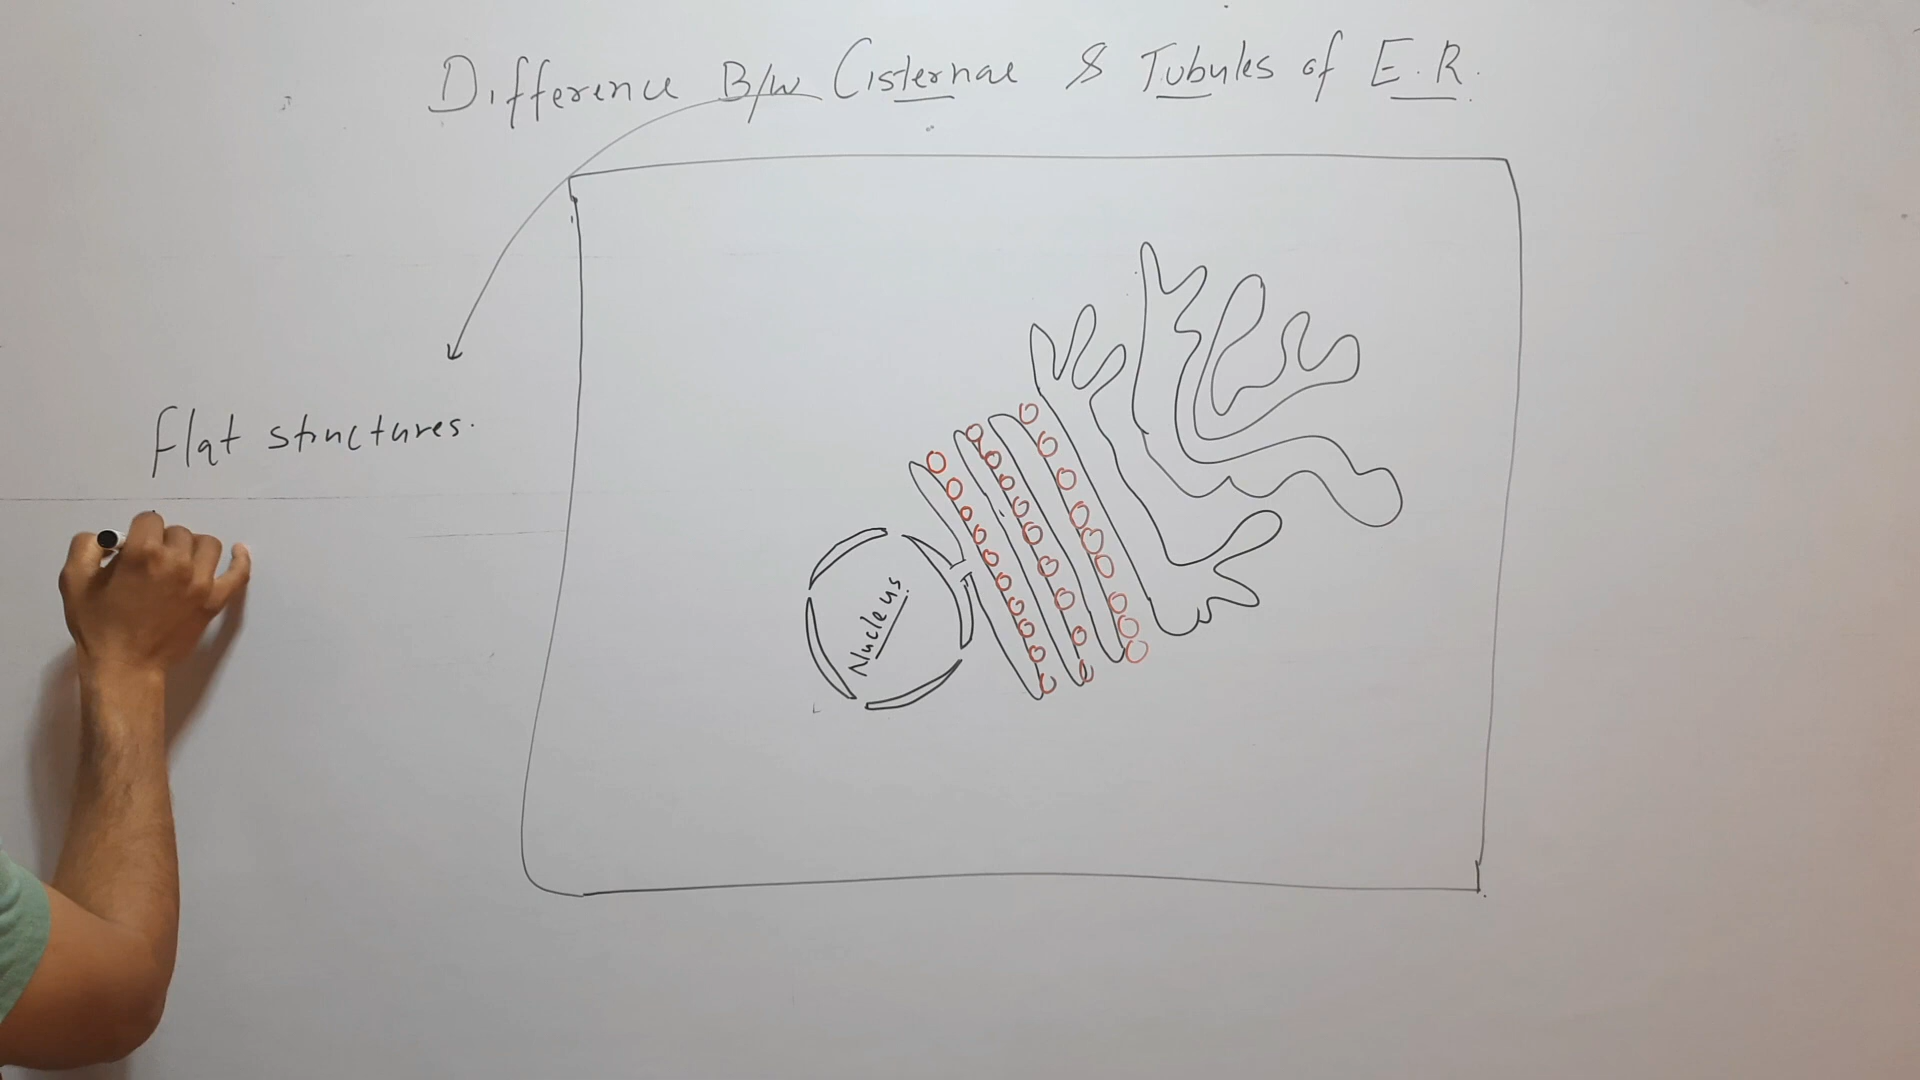 Difference B/w Cisternae & Tubules of E.R.
Flat structures.
Nucleus